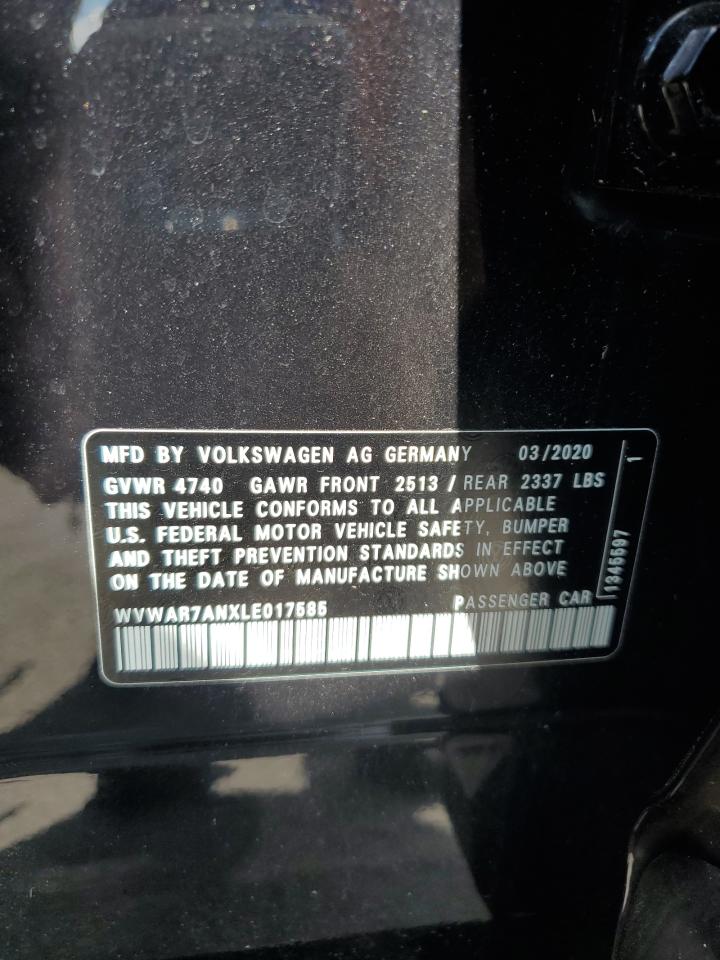 MFD BY VOLKSWAGEN AG GERMANY 03/2020
GVWR 4740 GAWR FRONT 2513 / REAR 2337 LBS
THIS VEHICLE CONFORMS TO ALL APPLICABLE
U.S. FEDERAL MOTOR VEHICLE SAFETY, BUMPER
AND THEFT PREVENTION STANDARDS IN EFFECT
ON THE DATE OF MANUFACTURE SHOWN ABOVE
WVWAR7ANXLE017585 PASSENGER CAR
1345597 1